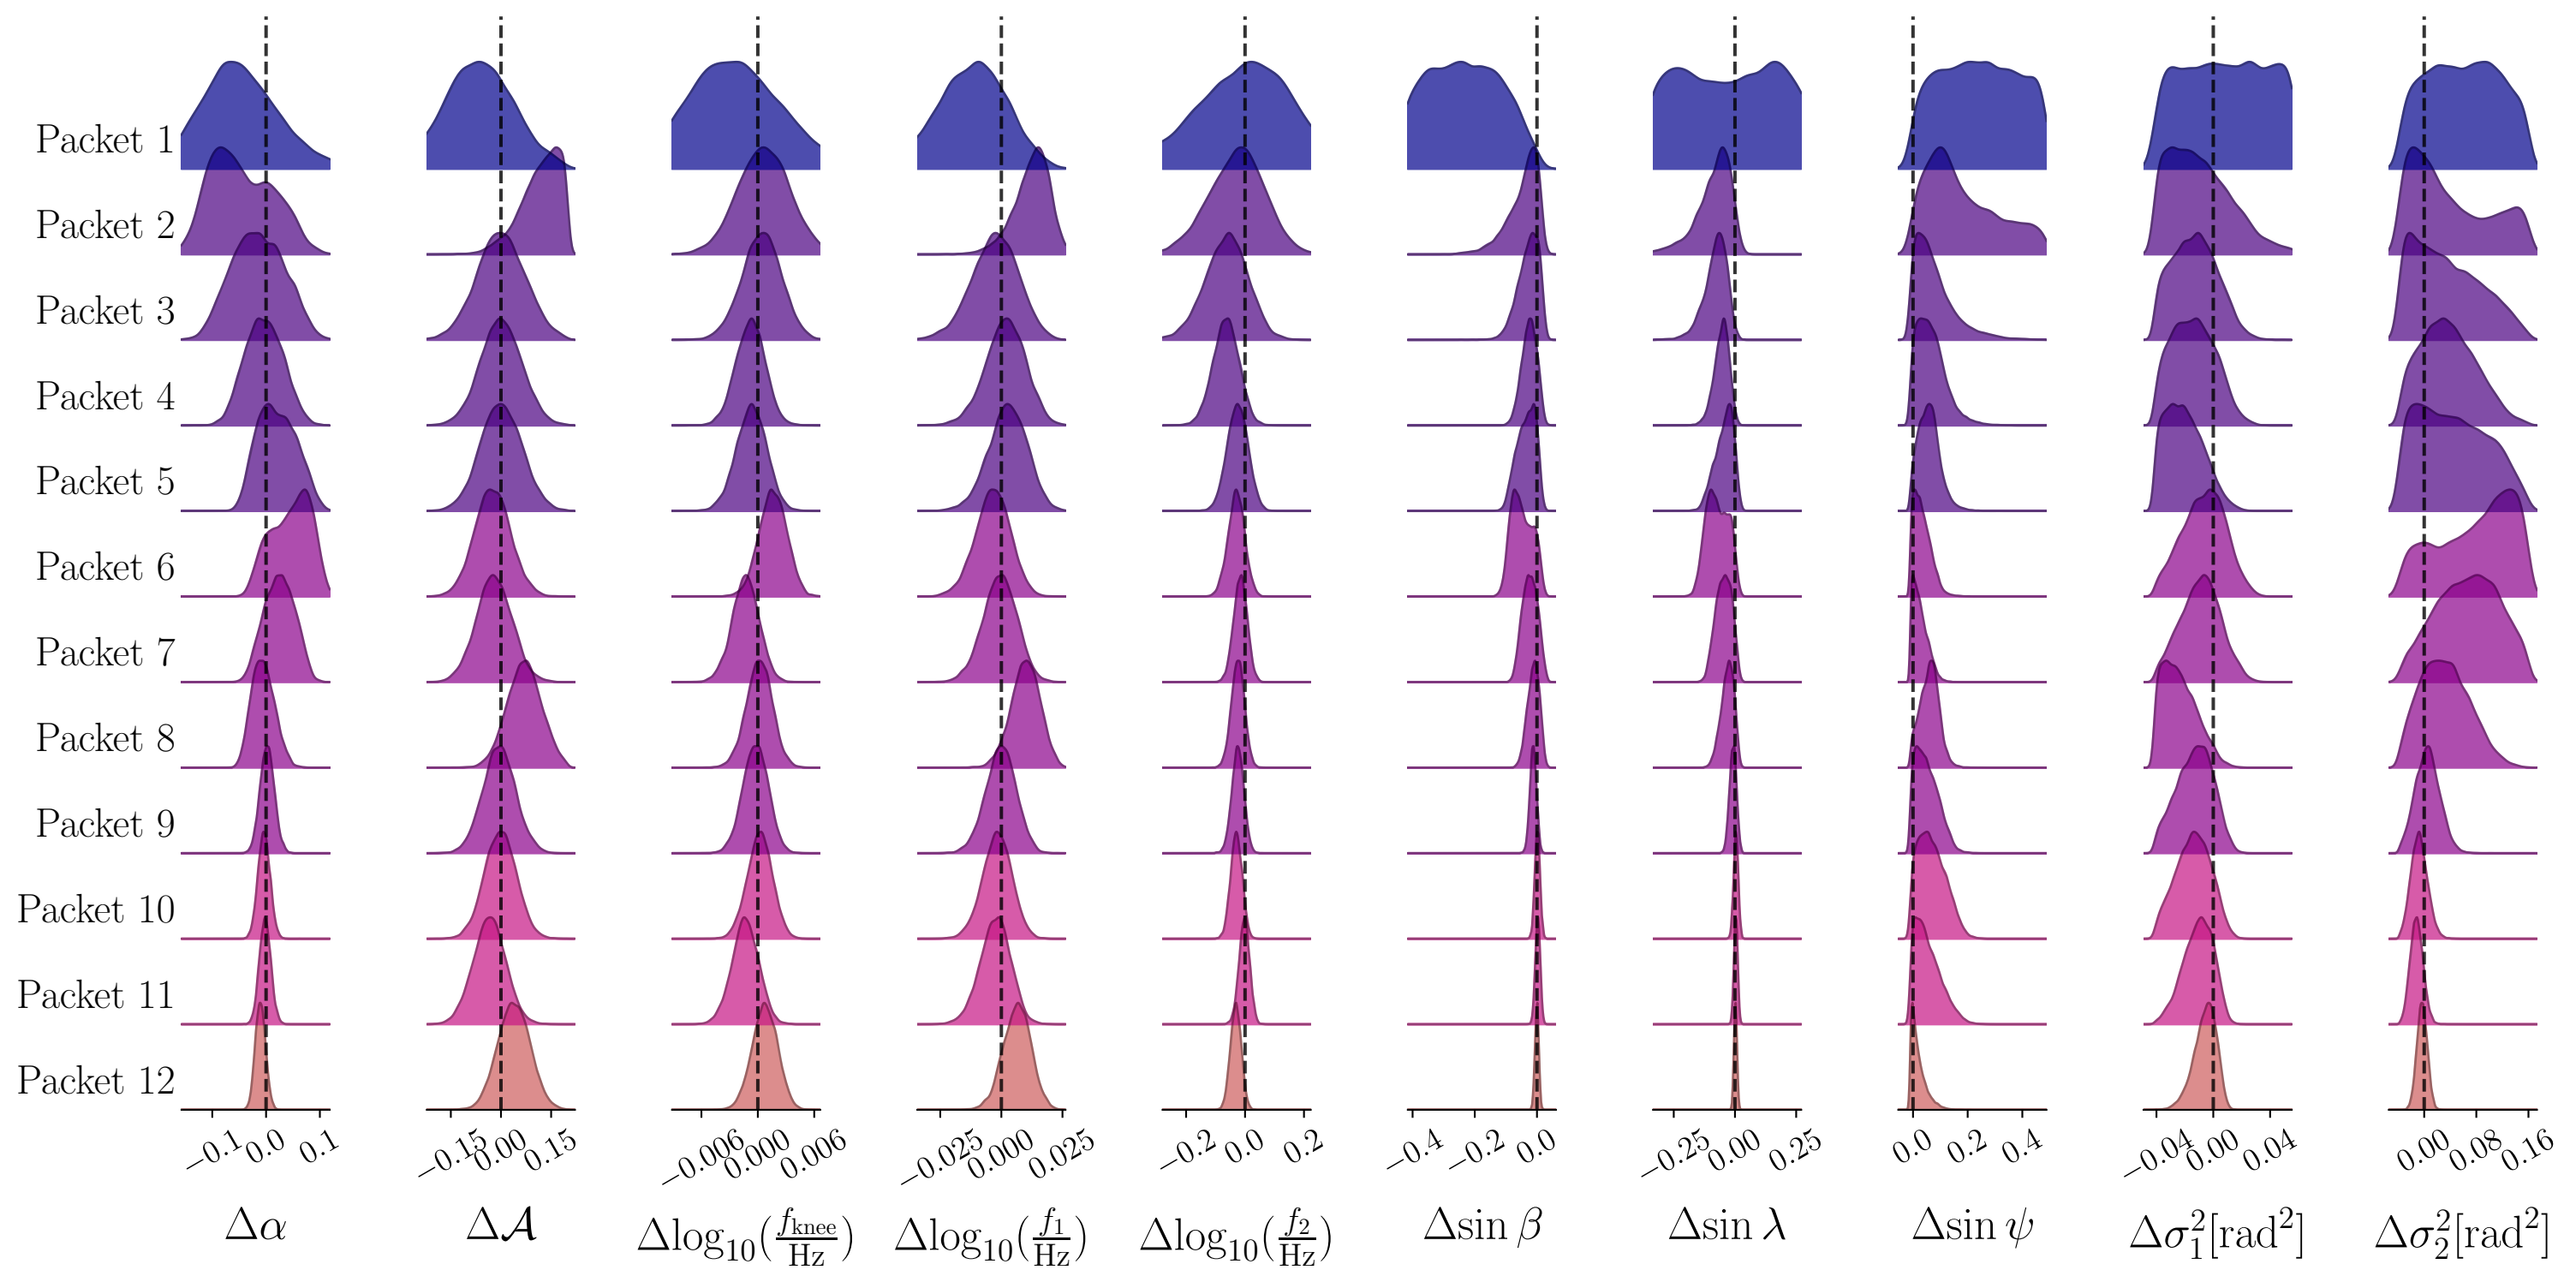 Packet 1
Packet 2
Packet 3
Packet 4
Packet 5
Packet 6
Packet 7
Packet 8
Packet 9
Packet 10
Packet 11
Packet 12
−0.1 0.0 0.1 −0.15 0.00 0.15 −0.006 0.000 0.006 −0.025 0.000 0.025 −0.2 0.0 0.2 −0.4 −0.2 0.0 −0.25 0.00 0.25 0.0 0.2 0.4 −0.04 0.00 0.04 0.00 0.08 0.16
Δα Δ𝒜 Δlog₁₀(f_knee/Hz) Δlog₁₀(f₁/Hz) Δlog₁₀(f₂/Hz) Δsin β Δsin λ Δsin ψ Δσ₁²[rad²] Δσ₂²[rad²]